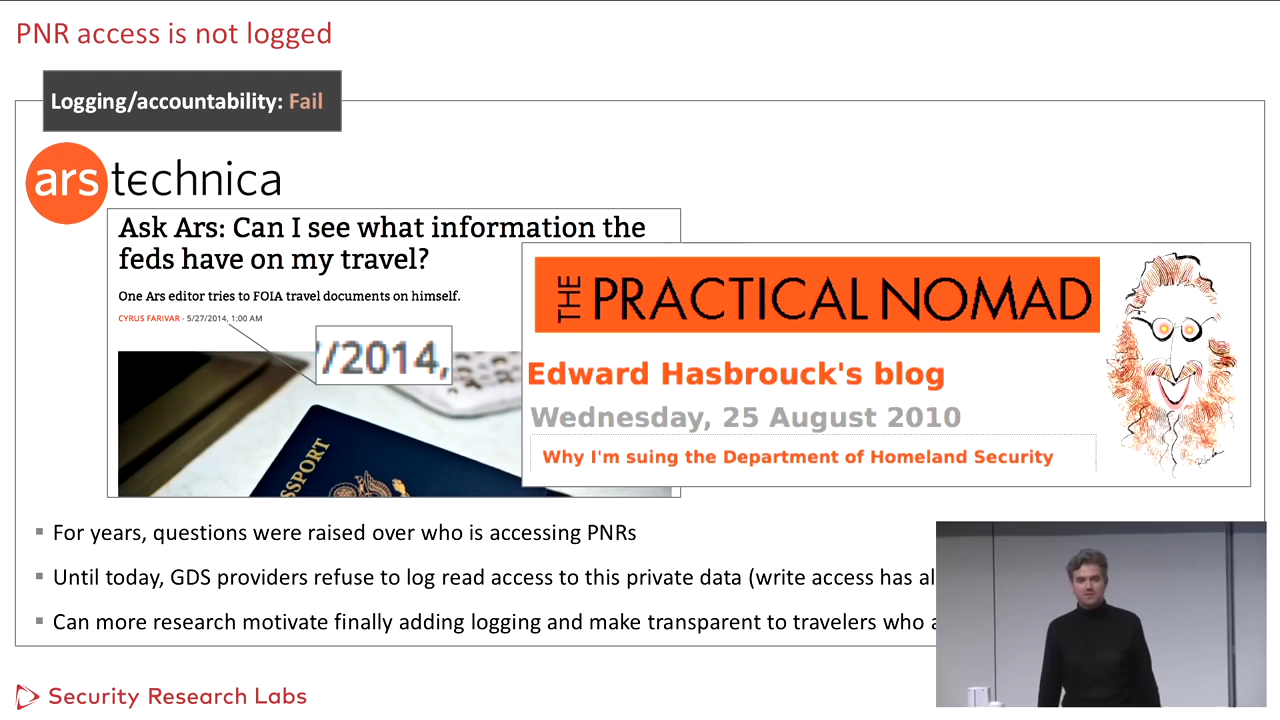 PNR access is not logged
Logging/accountability: Fail
ars technica
Ask Ars: Can I see what information the
feds have on my travel?
One Ars editor tries to FOIA travel documents on himself.
CYRUS FARIVAR - 5/27/2014, 1:00 AM
/2014,
THE PRACTICAL NOMAD
Edward Hasbrouck's blog
Wednesday, 25 August 2010
Why I'm suing the Department of Homeland Security
SSPORT
For years, questions were raised over who is accessing PNRs
Until today, GDS providers refuse to log read access to this private data (write access has al
Can more research motivate finally adding logging and make transparent to travelers who a
Security Research Labs